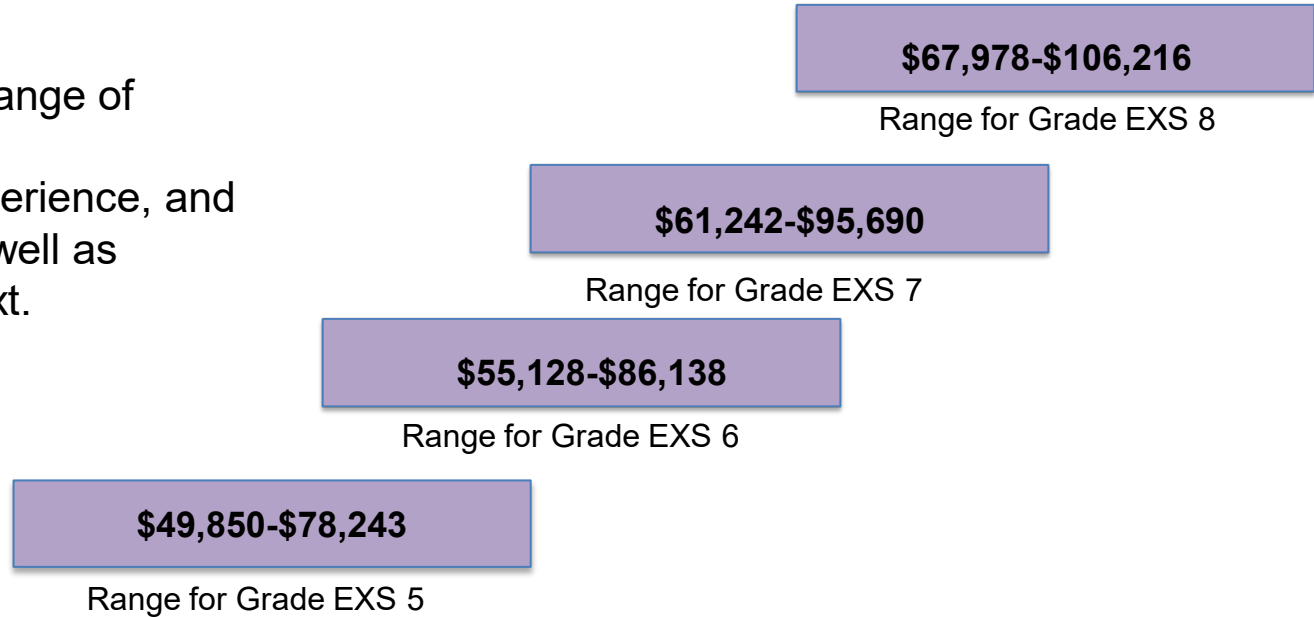 ange of
erience, and
well as
xt.
$67,978-$106,216
Range for Grade EXS 8
$61,242-$95,690
Range for Grade EXS 7
$55,128-$86,138
Range for Grade EXS 6
$49,850-$78,243
Range for Grade EXS 5